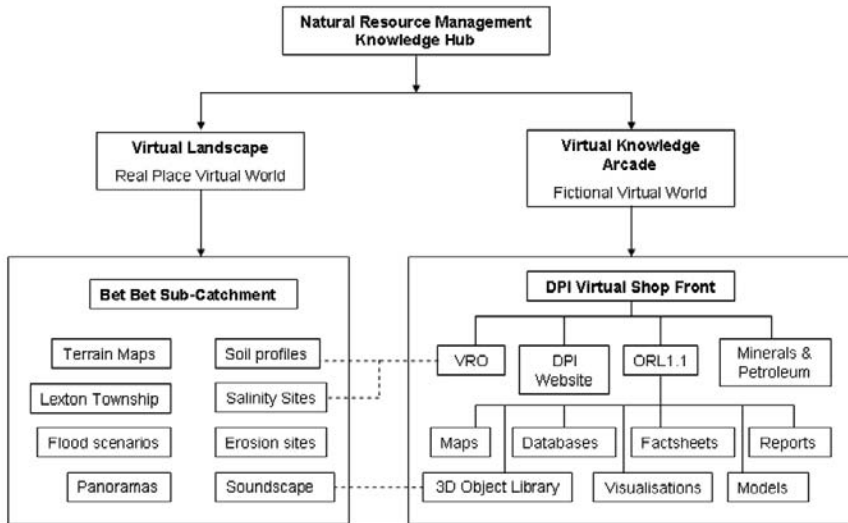 Natural Resource Management
Knowledge Hub
Virtual Landscape
Real Place Virtual World
Virtual Knowledge
Arcade
Fictional Virtual World
Bet Bet Sub-Catchment
Terrain Maps
Soil profiles
Lexton Township
Salinity Sites
Flood scenarios
Erosion sites
Panoramas
Soundscape
DPI Virtual Shop Front
VRO
DPI
Website
ORL1.1
Minerals &
Petroleum
Maps
Databases
Factsheets
Reports
3D Object Library
Visualisations
Models